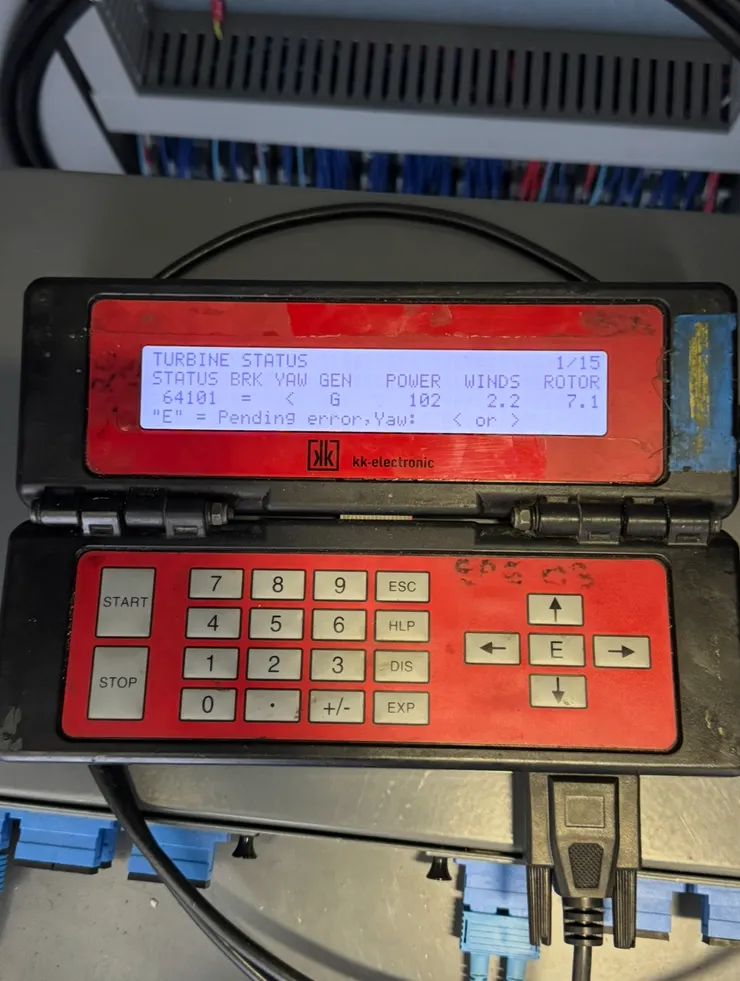 TURBINE STATUS 1/15
STATUS BRK YAW GEN POWER WINDS ROTOR
64101 = < G 102 2.2 7.1
"E" = Pending error,Yaw: < or >
kk kk-electronic
START 7 8 9 ESC
4 5 6 HLP
STOP 1 2 3 DIS
0 . +/- EXP
↑
← E →
↓